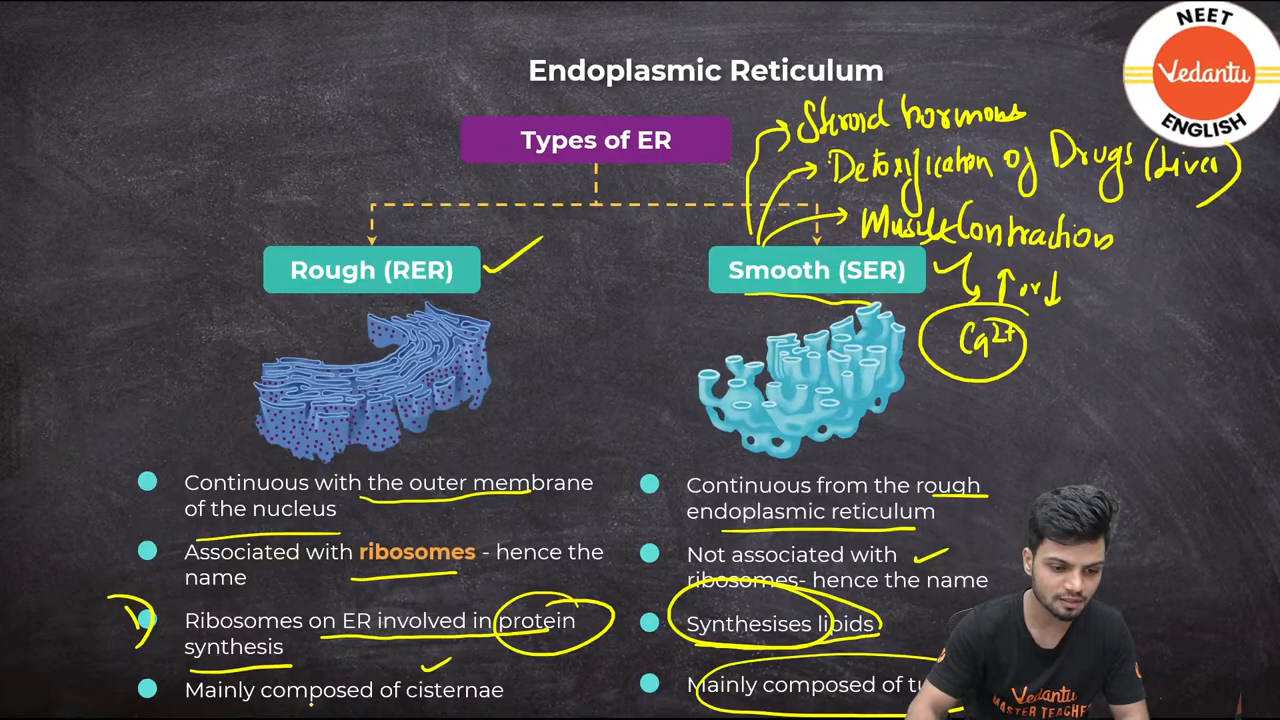 NEET
Vedantu
ENGLISH
Endoplasmic Reticulum
Types of ER
Steroid hormones
Detoxification of Drugs (Liver)
Muscle Contraction
Rough (RER)
Smooth (SER)
↑ or ↓
Ca2+
Continuous with the outer membrane
of the nucleus
Associated with ribosomes - hence the
name
1)
Ribosomes on ER involved in protein
synthesis
Mainly composed of cisternae
Continuous from the rough
endoplasmic reticulum
Not associated with
ribosomes- hence the name
Synthesises lipids
Mainly composed of
Vedantu
MASTER TEACHER